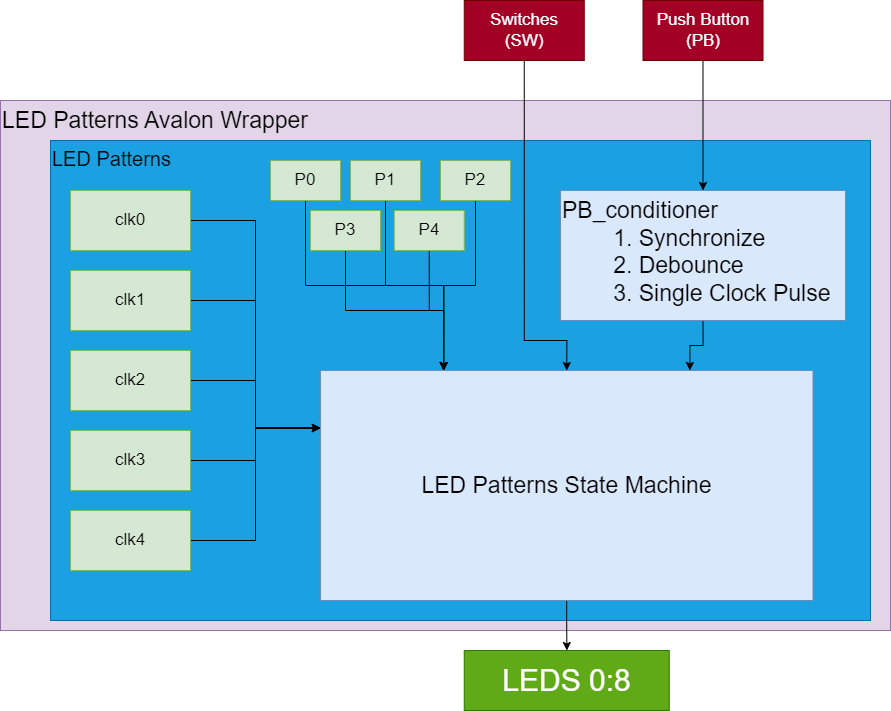 Switches
(SW)
Push Button
(PB)
LED Patterns Avalon Wrapper
LED Patterns
P0
P1
P2
P3
P4
clk0
clk1
clk2
clk3
clk4
PB_conditioner
1. Synchronize
2. Debounce
3. Single Clock Pulse
LED Patterns State Machine
LEDS 0:8